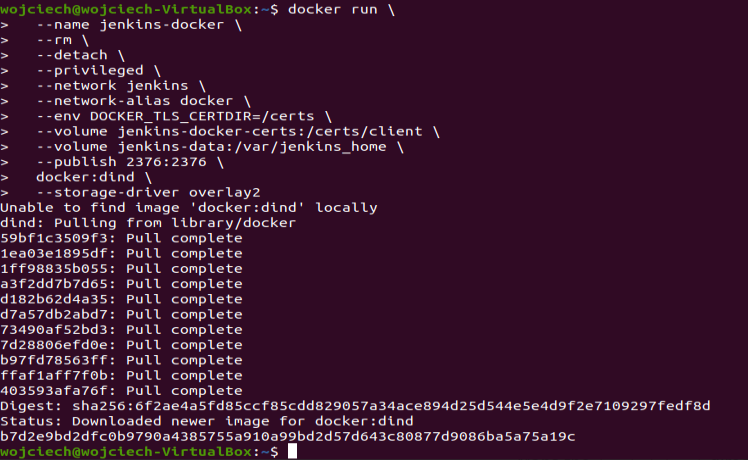 wojciech@wojciech-VirtualBox:~$ docker run \
>   --name jenkins-docker \
>   --rm \
>   --detach \
>   --privileged \
>   --network jenkins \
>   --network-alias docker \
>   --env DOCKER_TLS_CERTDIR=/certs \
>   --volume jenkins-docker-certs:/certs/client \
>   --volume jenkins-data:/var/jenkins_home \
>   --publish 2376:2376 \
>   docker:dind \
>   --storage-driver overlay2
Unable to find image 'docker:dind' locally
dind: Pulling from library/docker
59bf1c3509f3: Pull complete
1ea03e1895df: Pull complete
1ff98835b055: Pull complete
a3f2dd7b7d65: Pull complete
d182b62d4a35: Pull complete
d7a57db2abd7: Pull complete
73490af52bd3: Pull complete
7d28806efd0e: Pull complete
b97fd78563ff: Pull complete
ffaf1aff7f0b: Pull complete
403593afa76f: Pull complete
Digest: sha256:6f2ae4a5fd85ccf85cdd829057a34ace894d25d544e5e4d9f2e7109297fedf8d
Status: Downloaded newer image for docker:dind
b7d2e9bd2dfc0b9790a4385755a910a99bd2d57d643c80877d9086ba5a75a19c
wojciech@wojciech-VirtualBox:~$